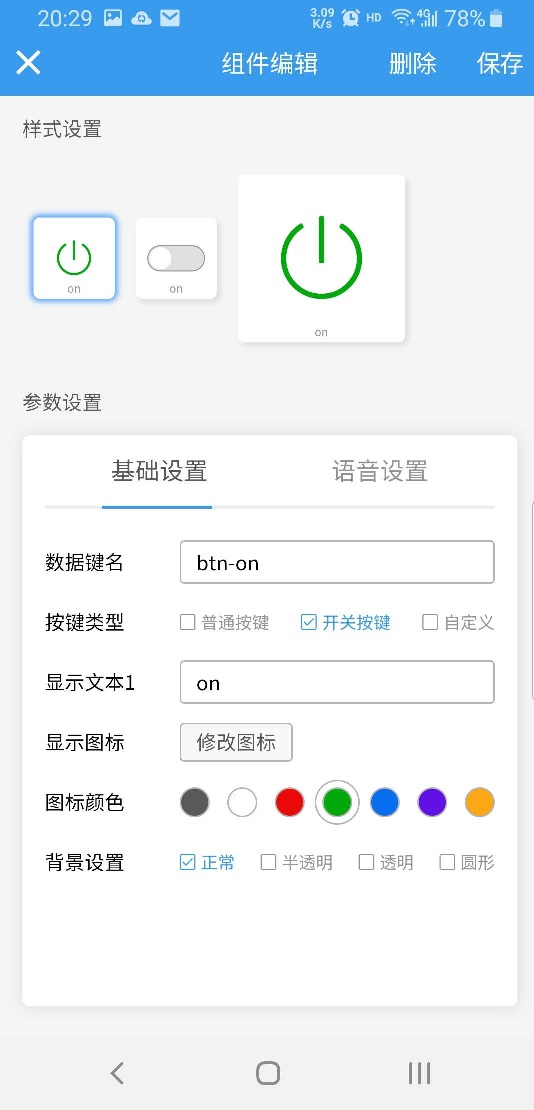 20:29 3.09 K/s HD 4G 78%
组件编辑 删除 保存
样式设置
on on on
参数设置
基础设置 语音设置
数据键名 btn-on
按键类型 普通按键 开关按键 自定义
显示文本1 on
显示图标 修改图标
图标颜色
背景设置 正常 半透明 透明 圆形